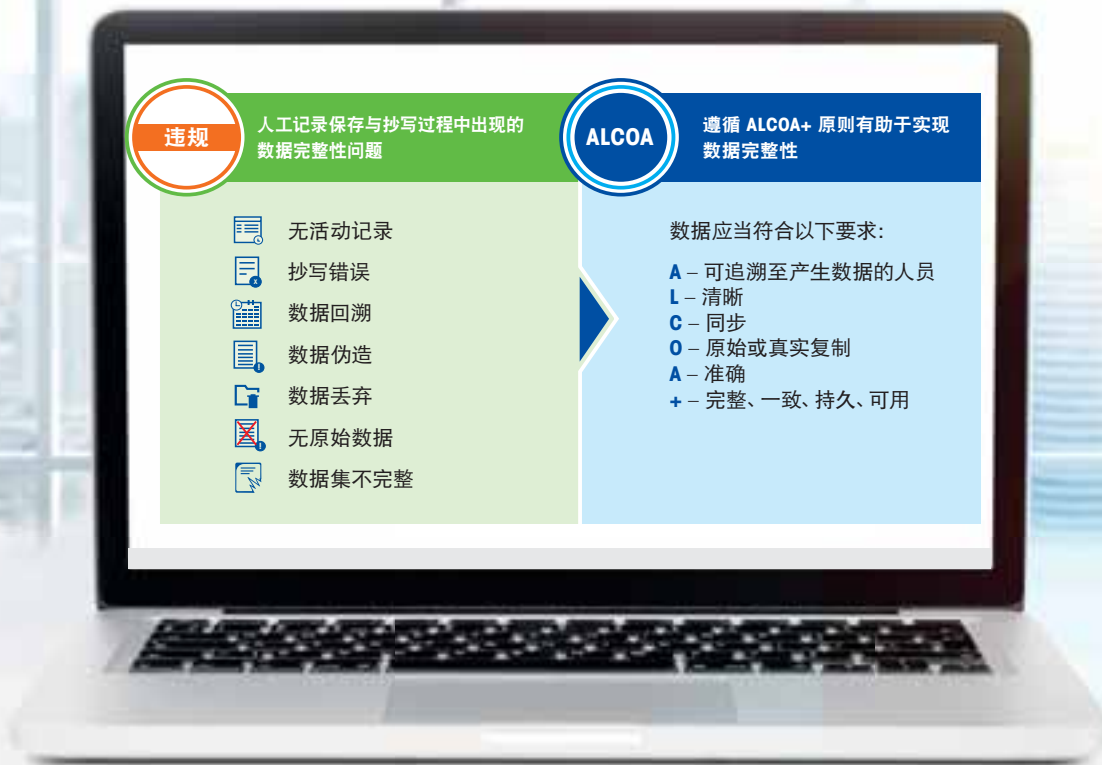 违规
人工记录保存与抄写过程中出现的
数据完整性问题
无活动记录
抄写错误
数据回溯
数据伪造
数据丢弃
无原始数据
数据集不完整
ALCOA
遵循 ALCOA+ 原则有助于实现
数据完整性
数据应当符合以下要求：
A – 可追溯至产生数据的人员
L – 清晰
C – 同步
O – 原始或真实复制
A – 准确
+ – 完整、一致、持久、可用